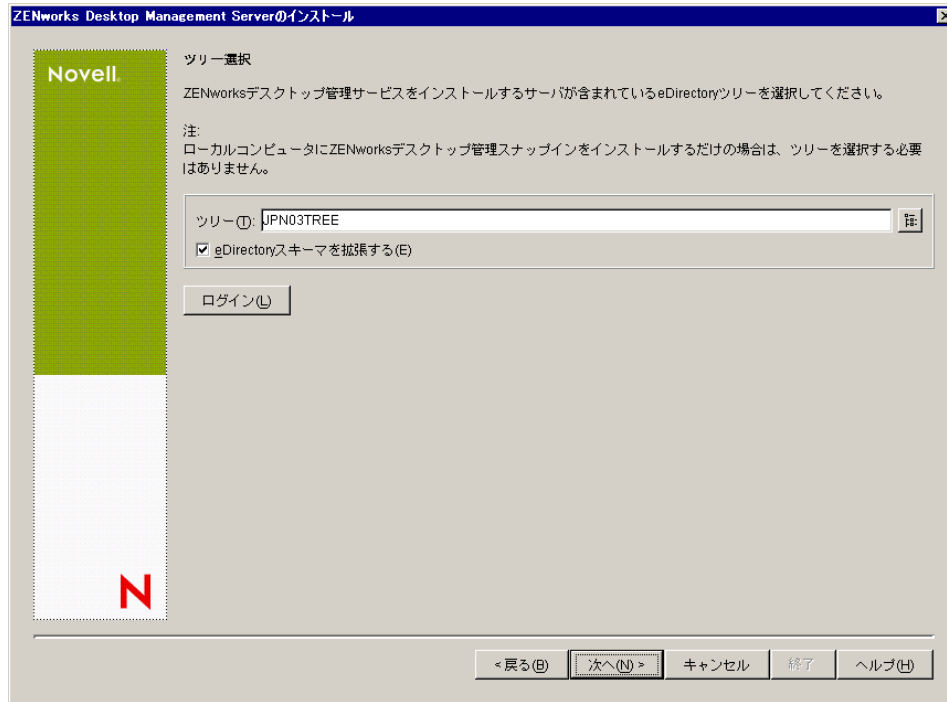 ZENworks Desktop Management Serverのインストール
Novell.
ツリー選択
ZENworksデスクトップ管理サービスをインストールするサーバが含まれているeDirectoryツリーを選択してください。
注:
ローカルコンピュータにZENworksデスクトップ管理スナップインをインストールするだけの場合は、ツリーを選択する必要
はありません。
ツリー(T): JPN03TREE
eDirectoryスキーマを拡張する(E)
ログイン(L)
N
<戻る(B) 次へ(N) > キャンセル 終了 ヘルプ(H)